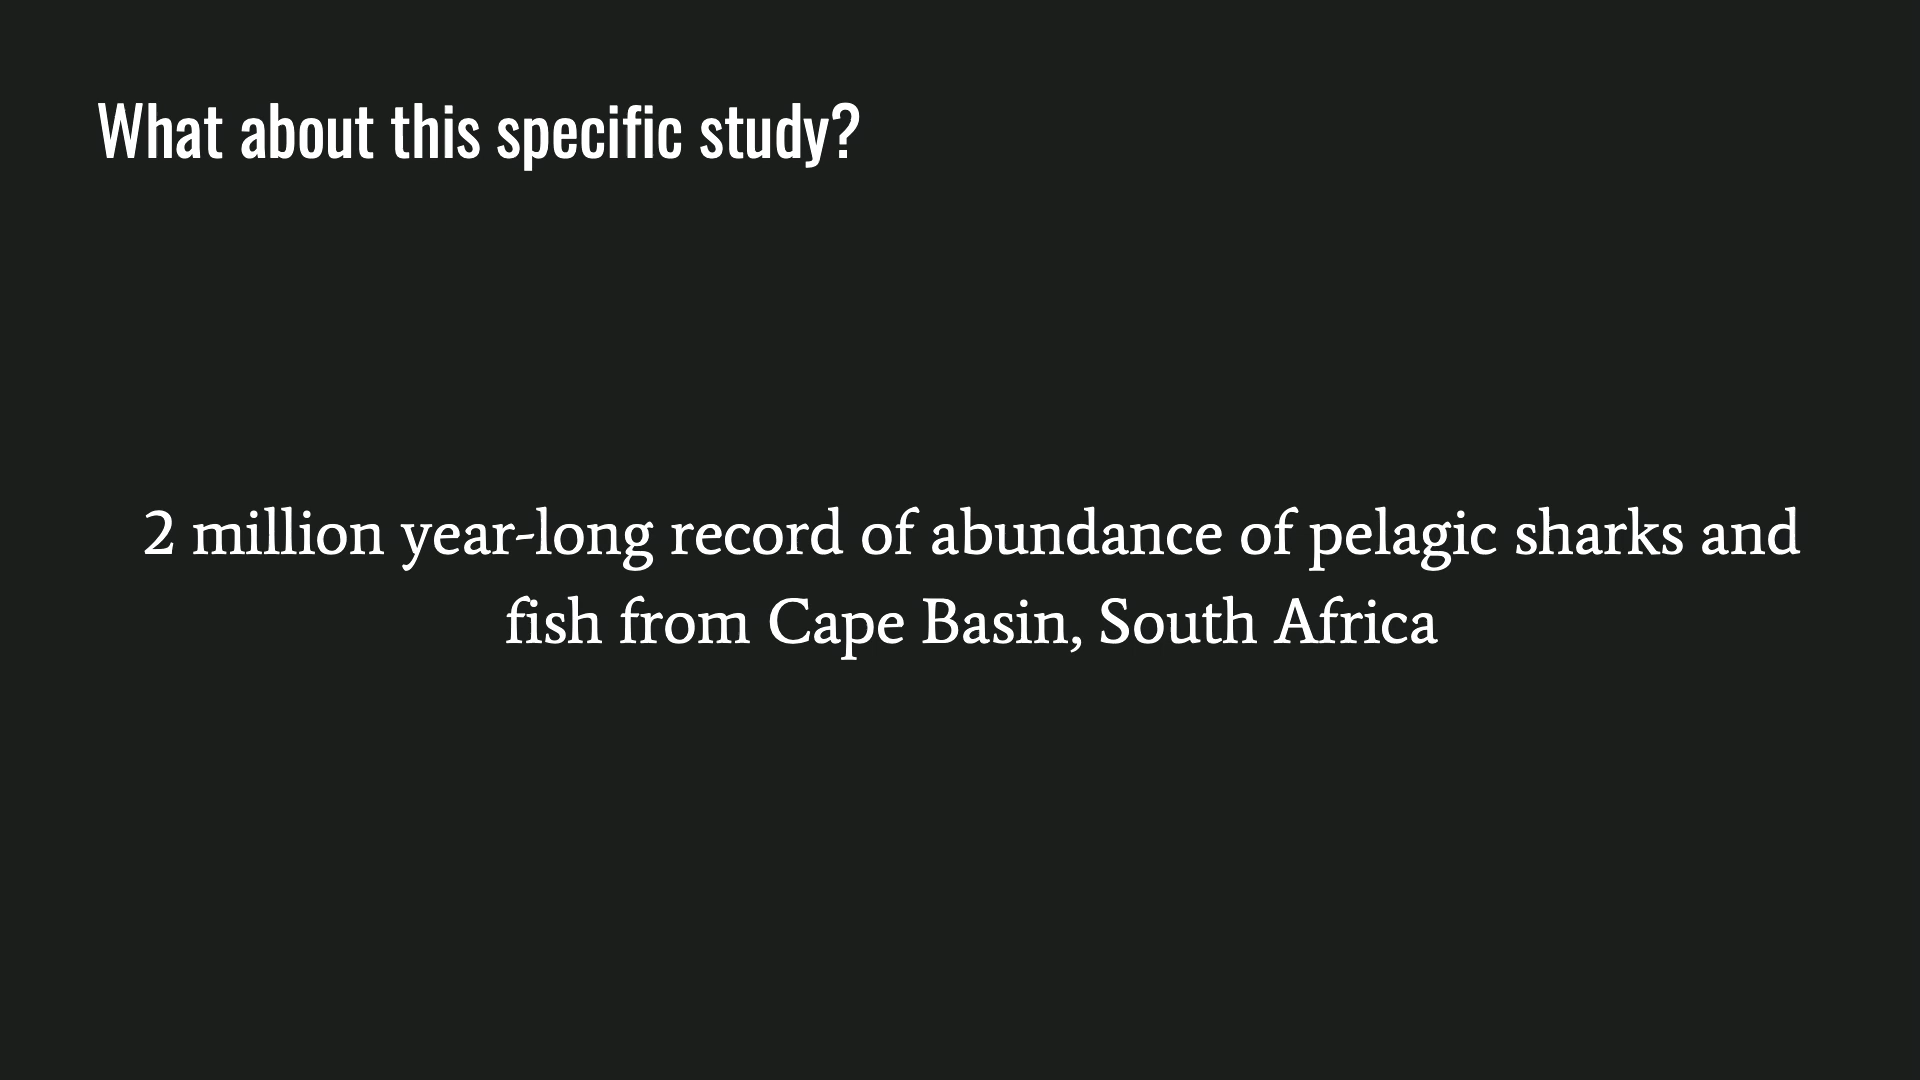 What about this specific study?
2 million year-long record of abundance of pelagic sharks and
fish from Cape Basin, South Africa